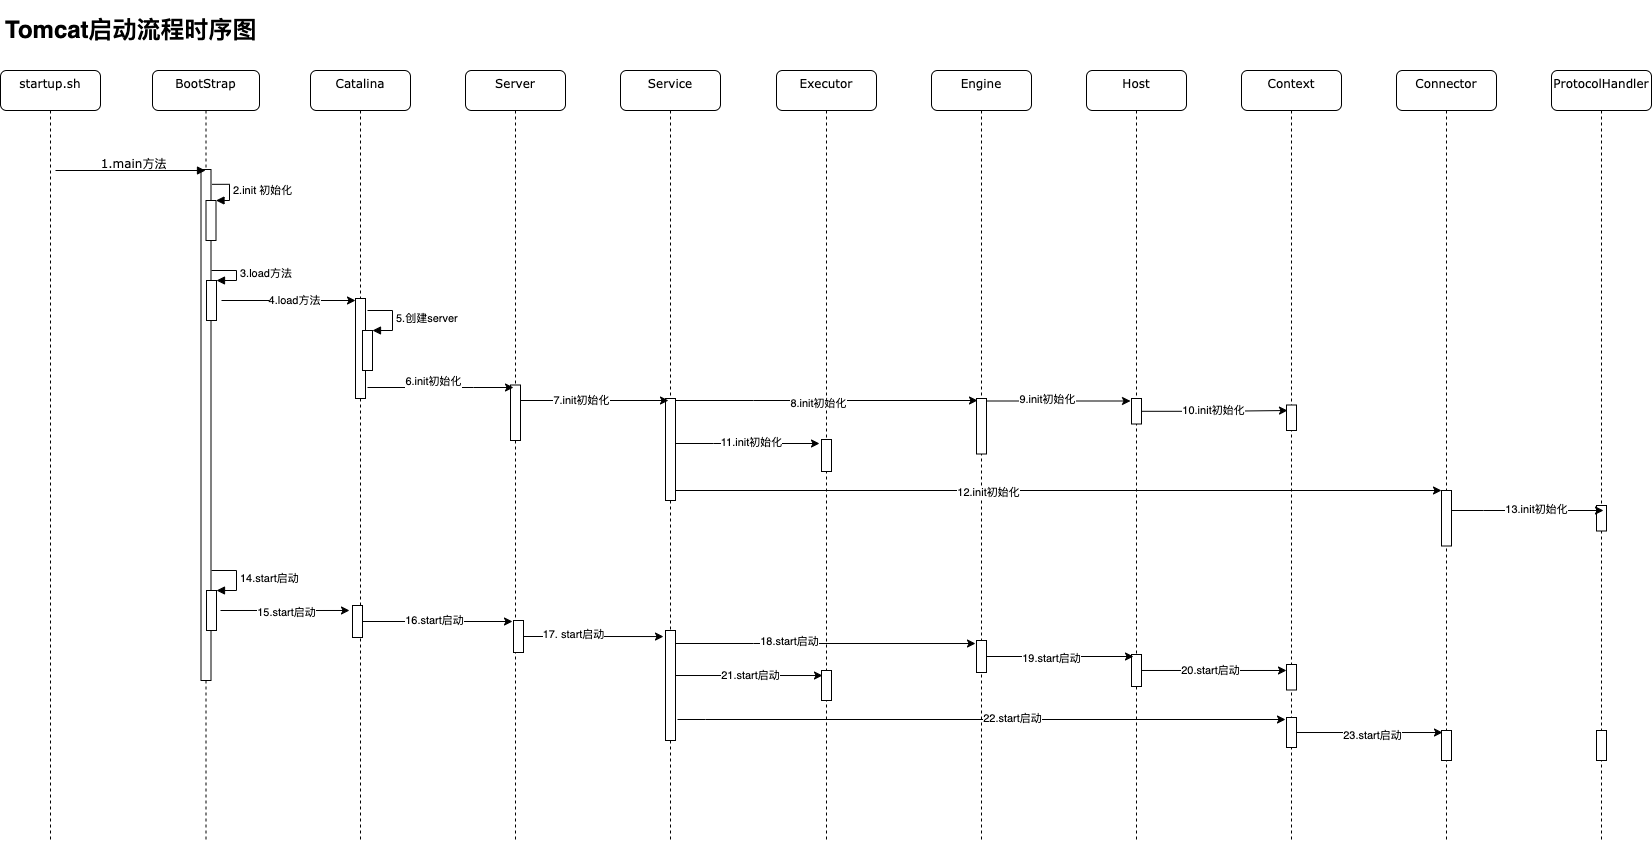 Tomcat启动流程时序图
startup.sh
BootStrap
Catalina
Server
Service
Executor
Engine
Host
Context
Connector
ProtocolHandler
1.main方法
2.init 初始化
3.load方法
4.load方法
5.创建server
6.init初始化
7.init初始化
8.init初始化
9.init初始化
10.init初始化
11.init初始化
12.init初始化
13.init初始化
14.start启动
15.start启动
16.start启动
17. start启动
18.start启动
19.start启动
20.start启动
21.start启动
22.start启动
23.start启动